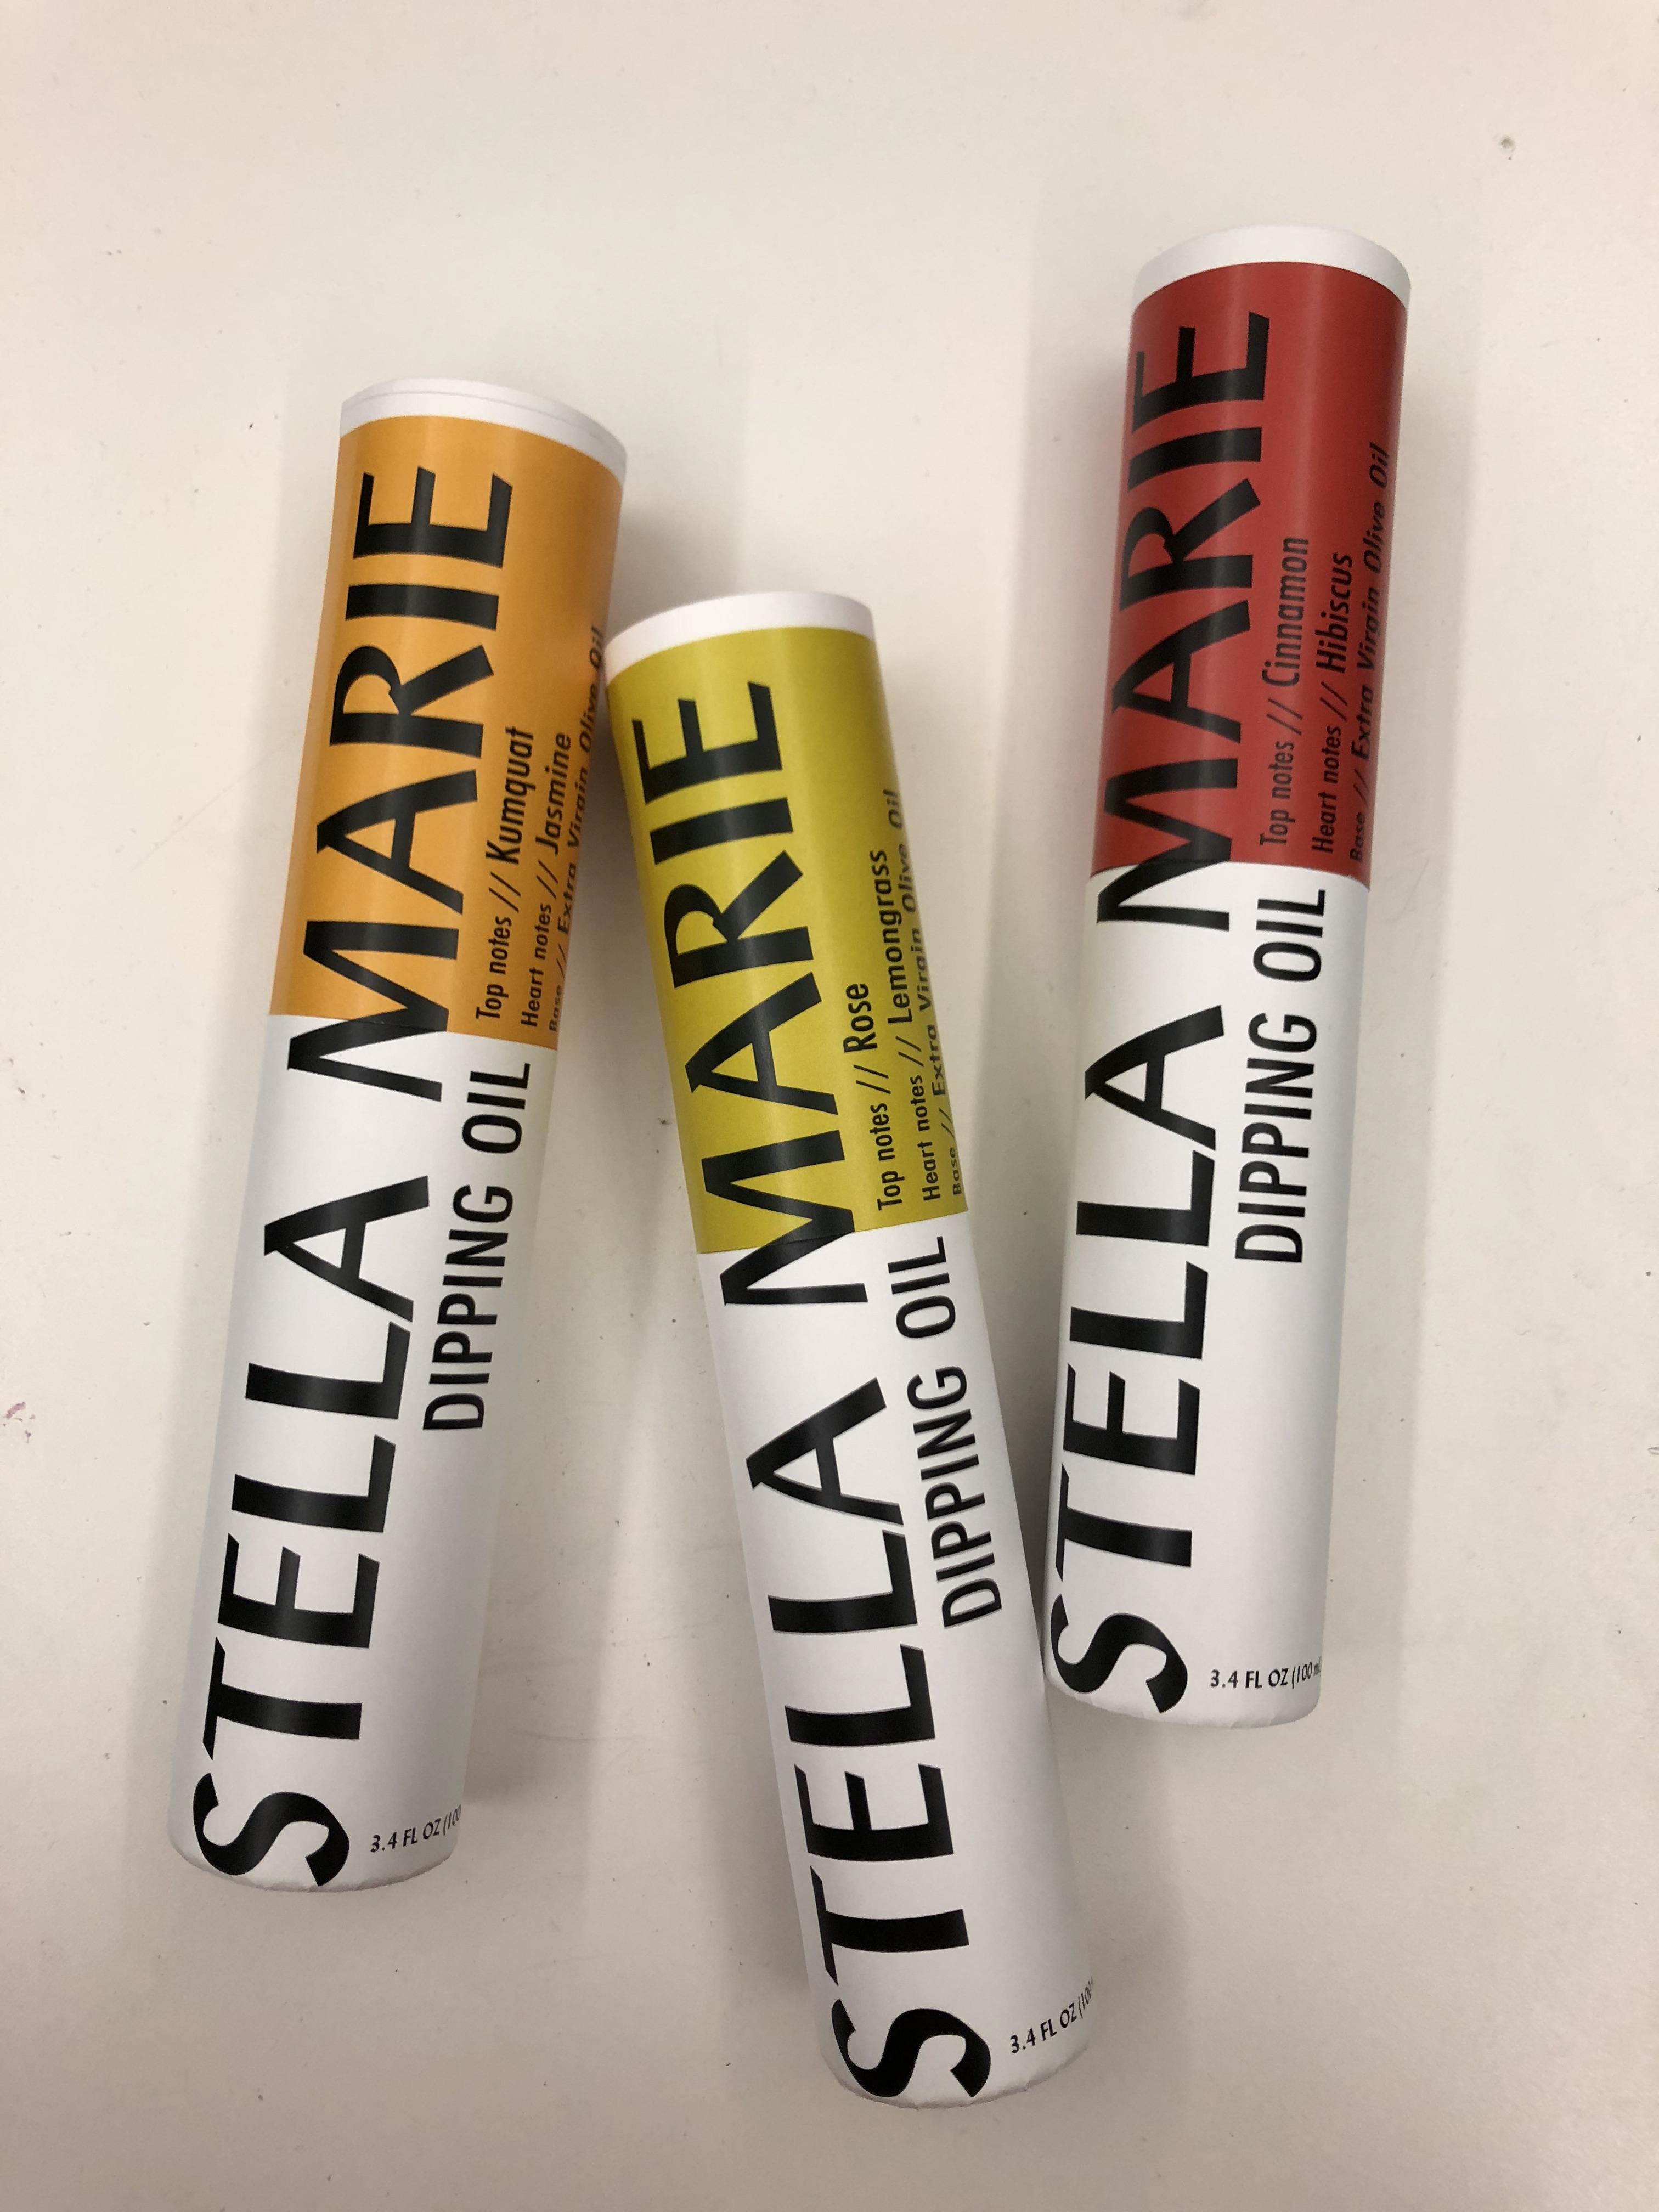 STELLA MARIE
DIPPING OIL
Top notes // Kumquat
Heart notes // Jasmine
Base // Extra Virgin Olive Oil
3.4 FL OZ (100
STELLA MARIE
DIPPING OIL
Top notes // Rose
Heart notes // Lemongrass
Base // Extra Virgin Olive Oil
3.4 FL OZ (100
STELLA MARIE
DIPPING OIL
Top notes // Cinnamon
Heart notes // Hibiscus
Base // Extra Virgin Olive Oil
3.4 FL OZ (100 m